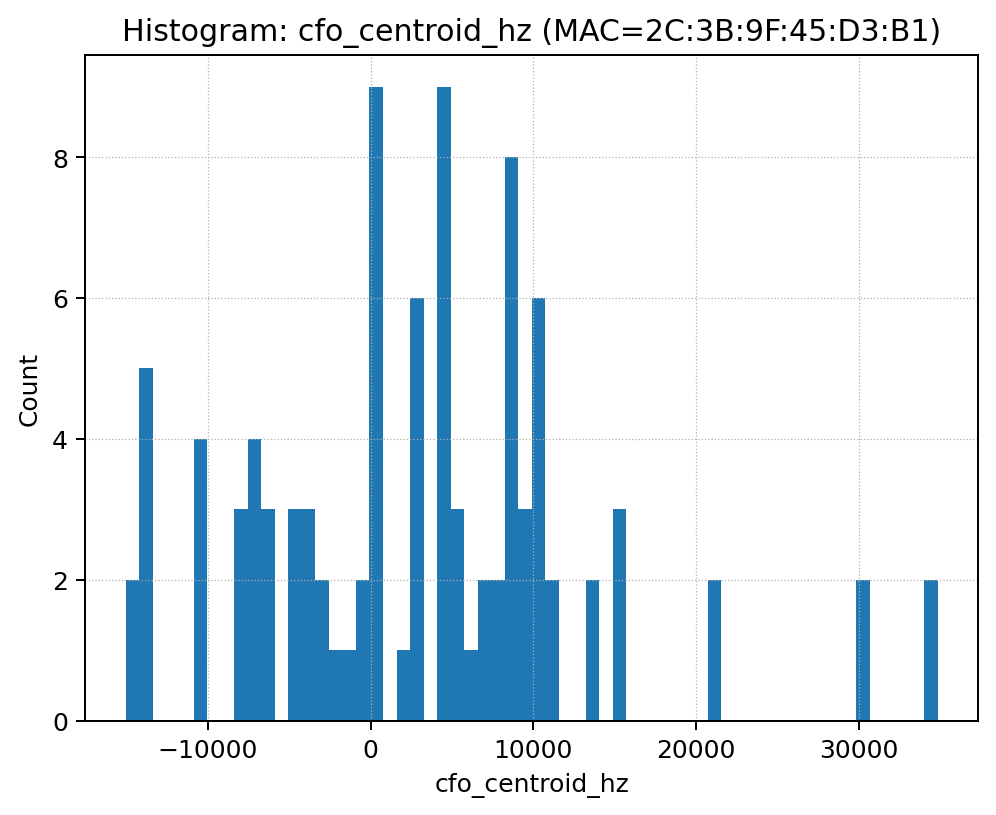 Histogram: cfo_centroid_hz (MAC=2C:3B:9F:45:D3:B1)
8
6
4
2
0
Count
−10000 0 10000 20000 30000
cfo_centroid_hz